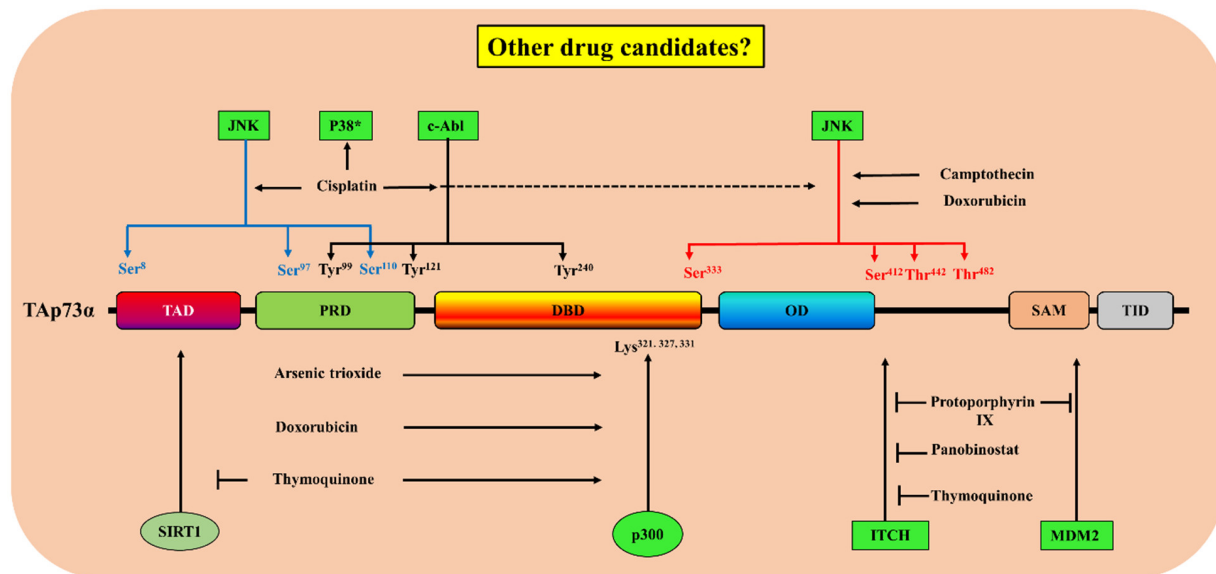 Other drug candidates?
JNK P38* c-Abl JNK
Cisplatin
Camptothecin
Doxorubicin
Ser⁸ Ser⁹⁷ Tyr⁹⁹ Ser¹¹⁰ Tyr¹²¹ Tyr²⁴⁰ Ser³³³ Ser⁴¹² Thr⁴⁴² Thr⁴⁸²
TAp73α TAD PRD DBD OD SAM TID
Lys³²¹, ³²⁷, ³³¹
Arsenic trioxide
Doxorubicin
Thymoquinone
Protoporphyrin
IX
Panobinostat
Thymoquinone
SIRT1 p300 ITCH MDM2